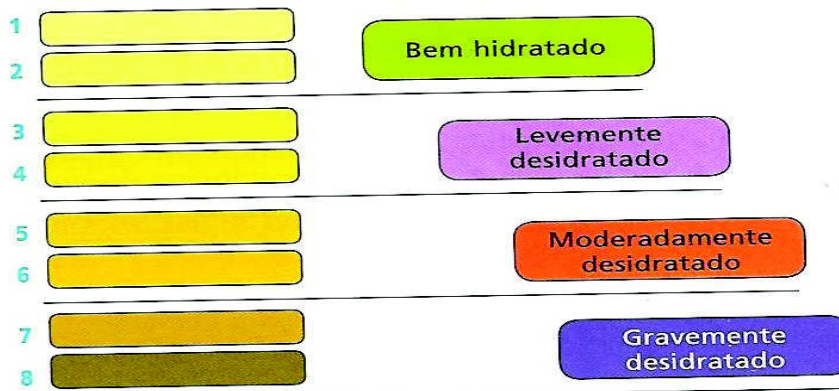 1
2
Bem hidratado
3
4
Levemente
desidratado
5
6
Moderadamente
desidratado
7
8
Gravemente
desidratado